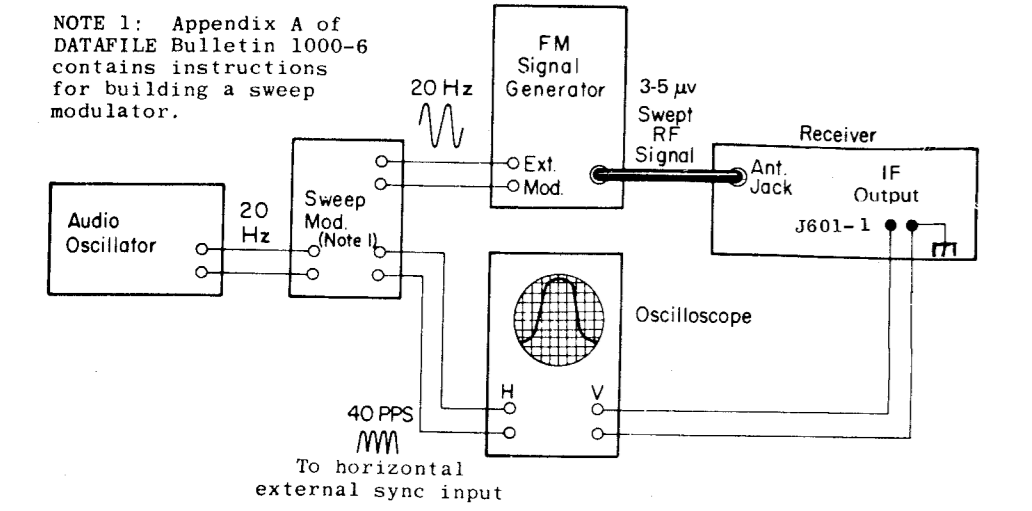 NOTE 1: Appendix A of
DATAFILE Bulletin 1000-6
contains instructions
for building a sweep
modulator.
FM
Signal
Generator
20 Hz
Ext.
Mod.
3-5 μv
Swept
RF
Signal
Receiver
Ant.
Jack
IF
Output
J601-1
Audio
Oscillator
20
Hz
Sweep
Mod.
(Note 1)
Oscilloscope
H
V
40 PPS
To horizontal
external sync input